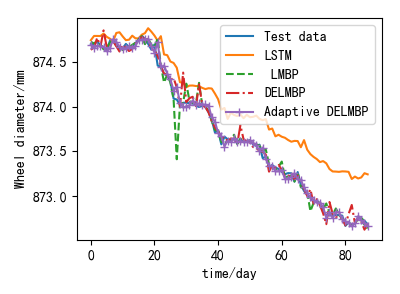 Test data
LSTM
LMBP
DELMBP
Adaptive DELMBP
Wheel diameter/mm
874.5
874.0
873.5
873.0
0 20 40 60 80
time/day